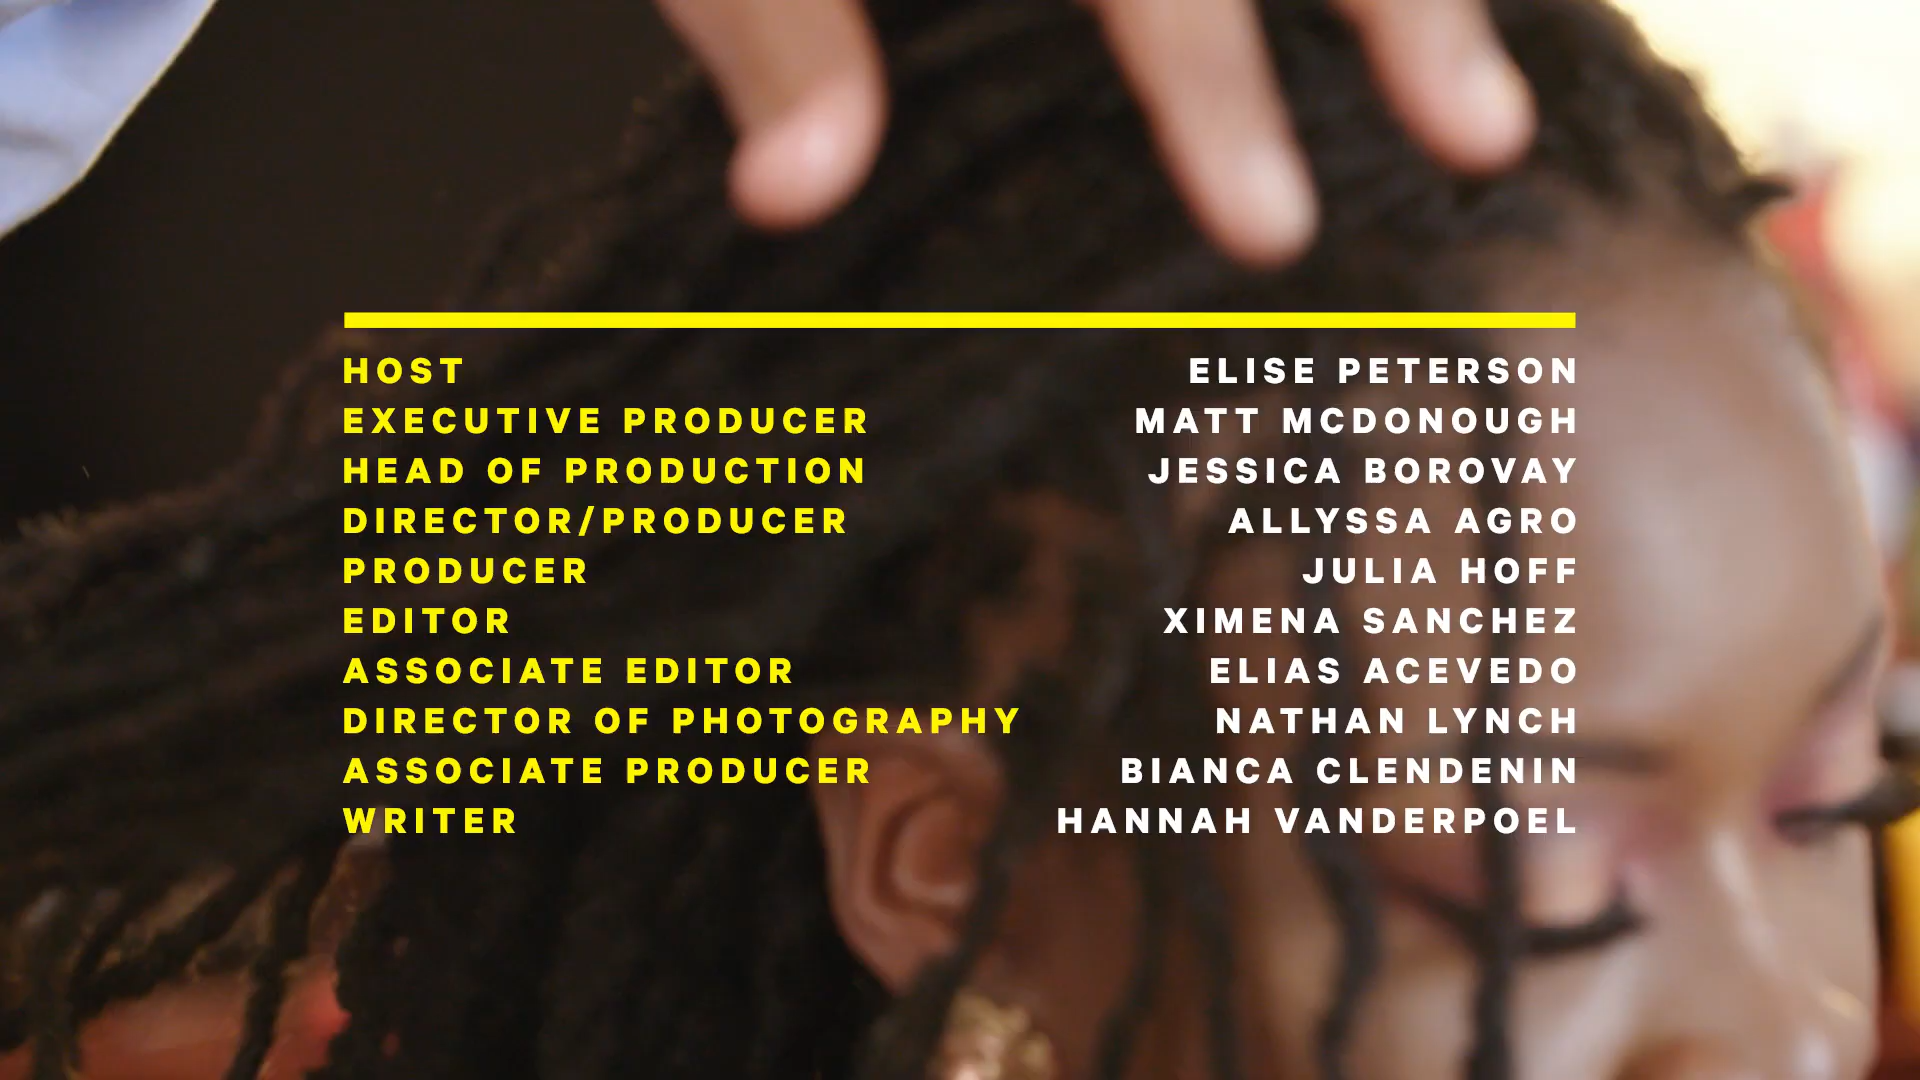 HOST ELISE PETERSON
EXECUTIVE PRODUCER MATT MCDONOUGH
HEAD OF PRODUCTION JESSICA BOROVAY
DIRECTOR/PRODUCER ALLYSSA AGRO
PRODUCER JULIA HOFF
EDITOR XIMENA SANCHEZ
ASSOCIATE EDITOR ELIAS ACEVEDO
DIRECTOR OF PHOTOGRAPHY NATHAN LYNCH
ASSOCIATE PRODUCER BIANCA CLENDENIN
WRITER HANNAH VANDERPOEL